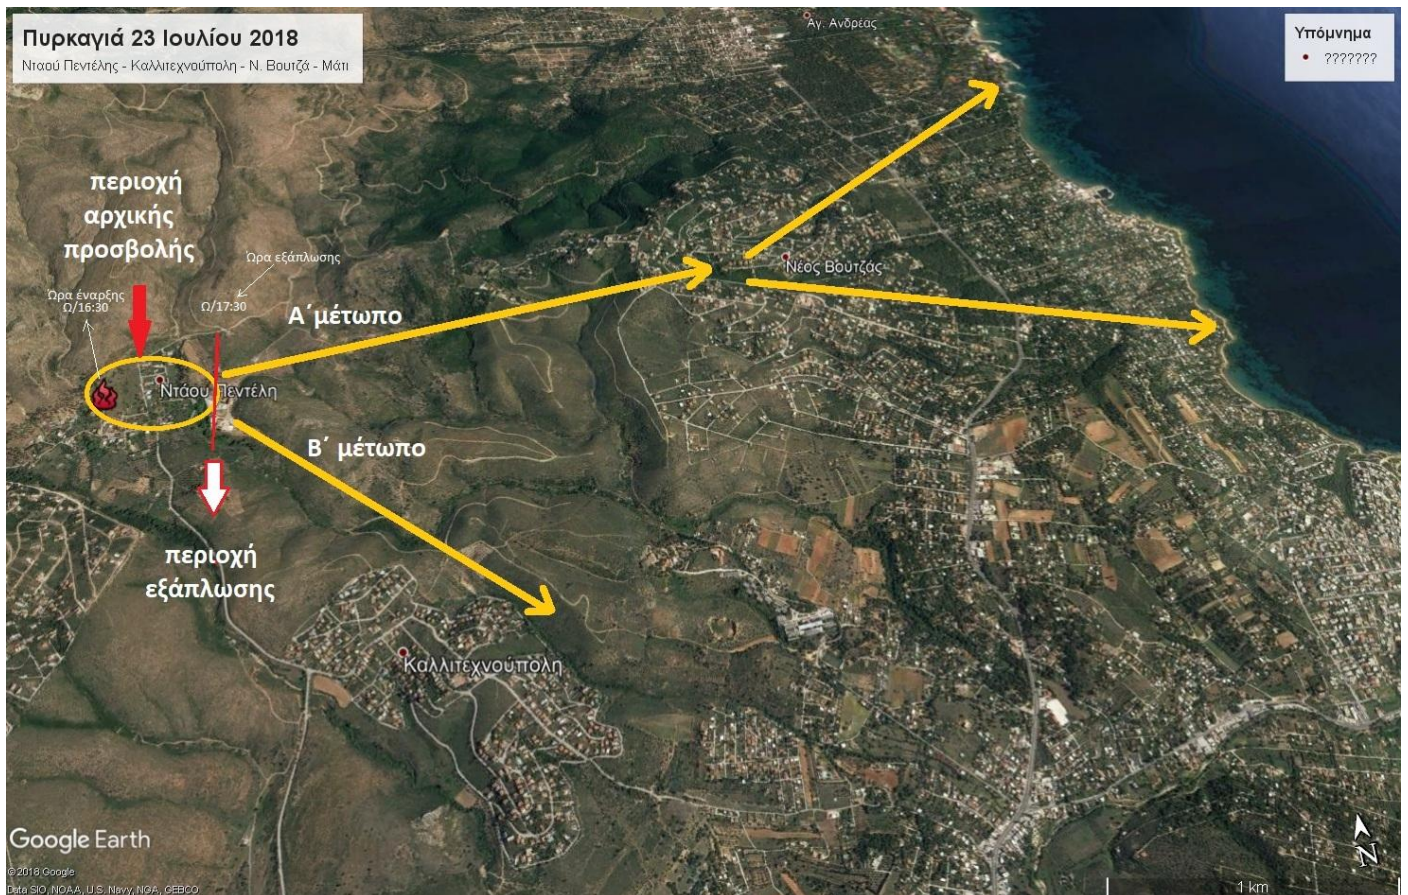 Πυρκαγιά 23 Ιουλίου 2018
Νταού Πεντέλης - Καλλιτεχνούπολη - Ν. Βουτζά - Μάτι
Υπόμνημα
???????
Αγ. Ανδρέας
περιοχή
αρχικής
προσβολής
Ώρα εξάπλωσης
Ώρα έναρξης
Ω/16:30
Ω/17:30
Νέος Βουτζάς
Α΄μέτωπο
Ντάου Πεντέλη
Β΄ μέτωπο
περιοχή
εξάπλωσης
Καλλιτεχνούπολη
Google Earth
© 2018 Google
Data SIO, NOAA, U.S. Navy, NGA, GEBCO
1 km
N